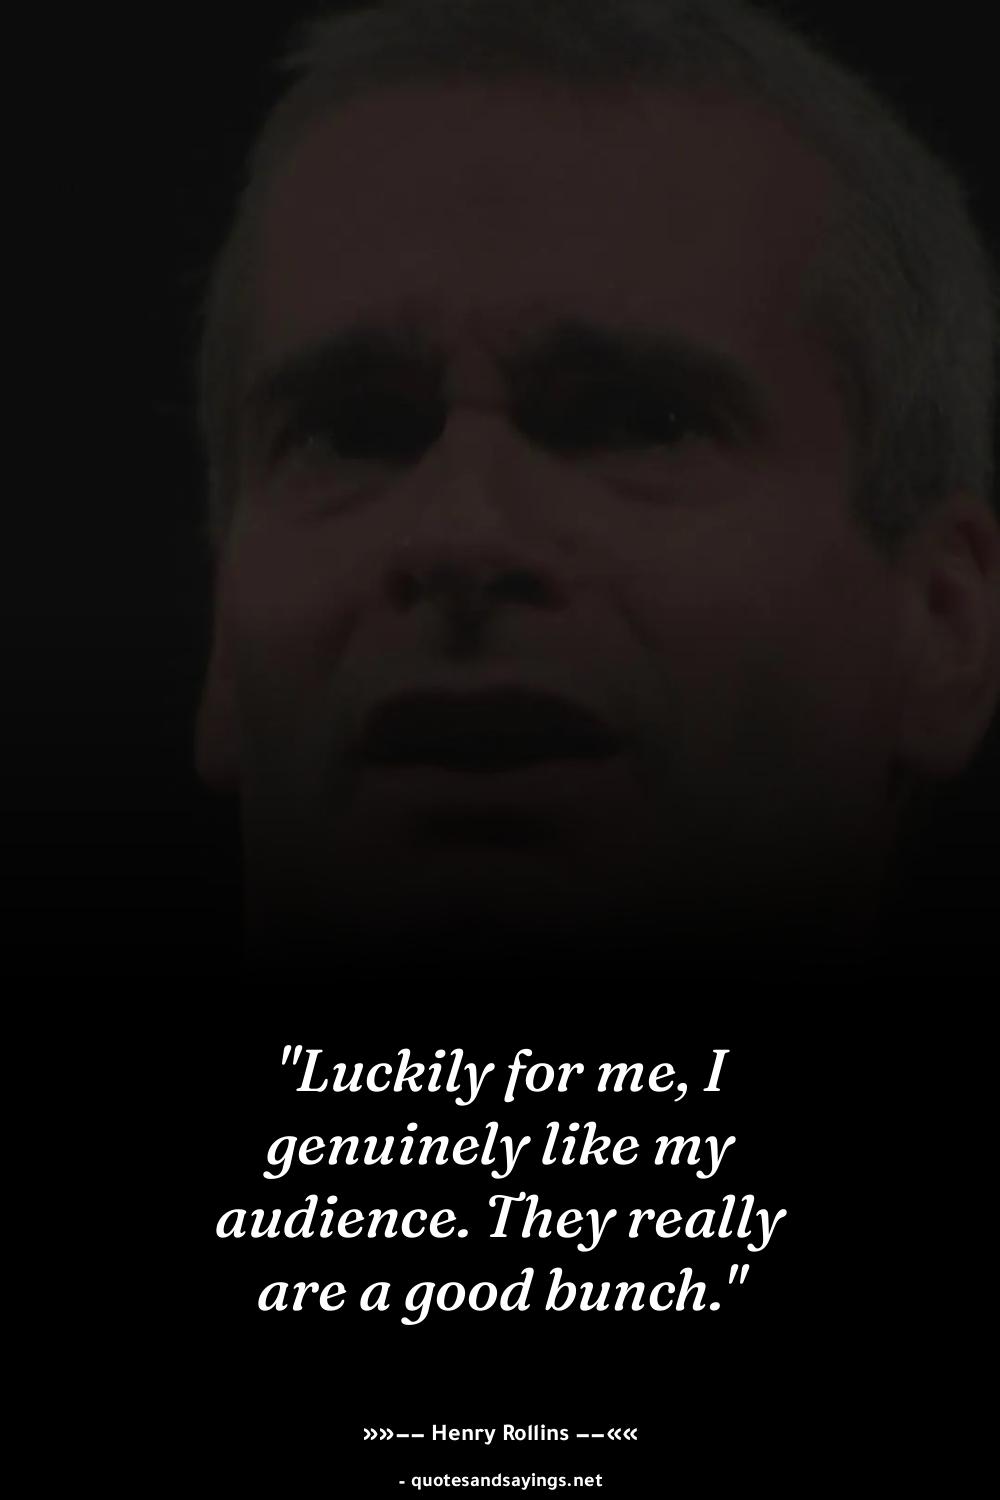 "Luckily for me, I
genuinely like my
audience. They really
are a good bunch."
»»−− Henry Rollins −−««
- quotesandsayings.net